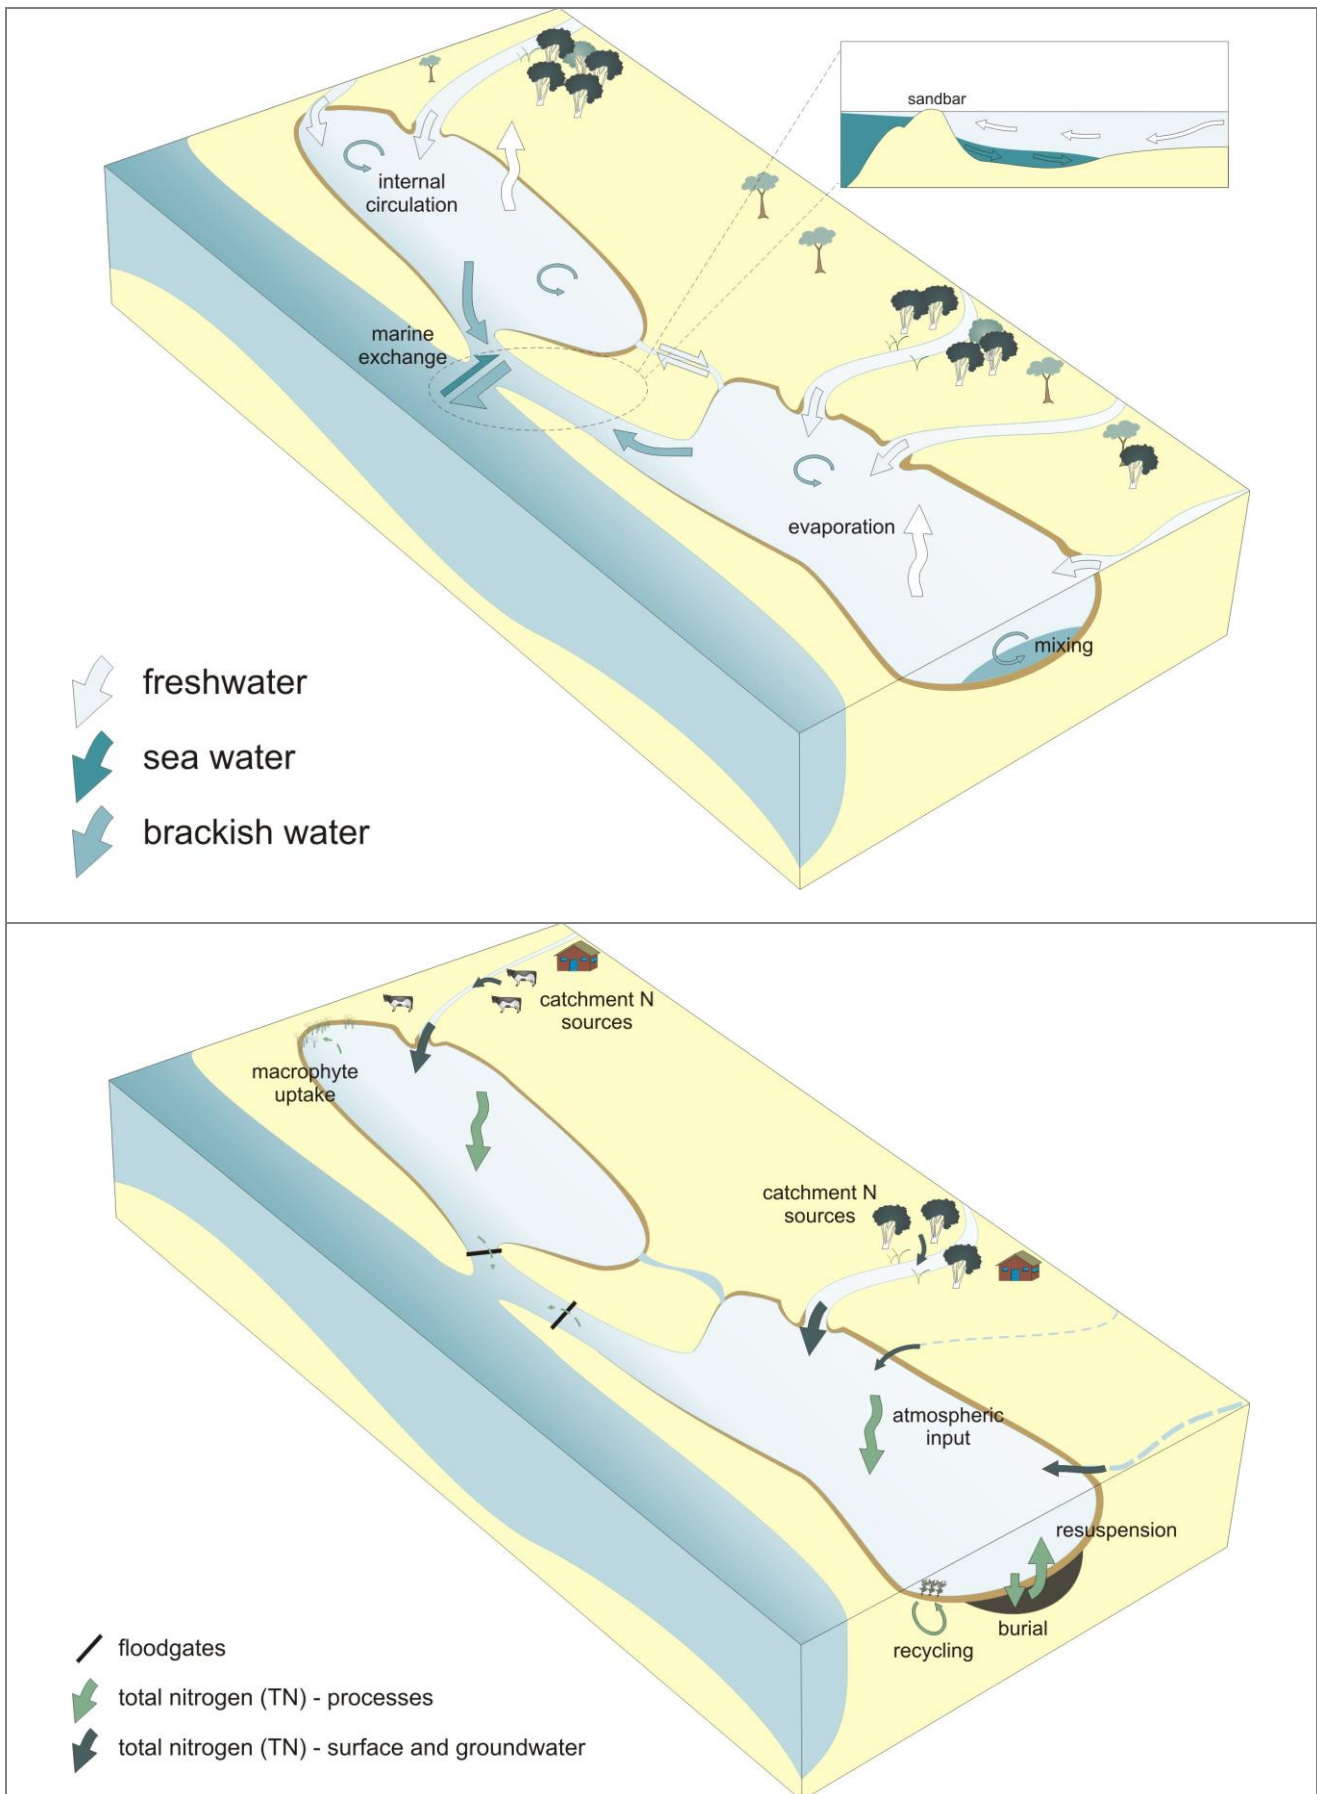 sandbar
internal
circulation
marine
exchange
evaporation
mixing
freshwater
sea water
brackish water
catchment N
sources
macrophyte
uptake
catchment N
sources
atmospheric
input
resuspension
burial
recycling
floodgates
total nitrogen (TN) - processes
total nitrogen (TN) - surface and groundwater